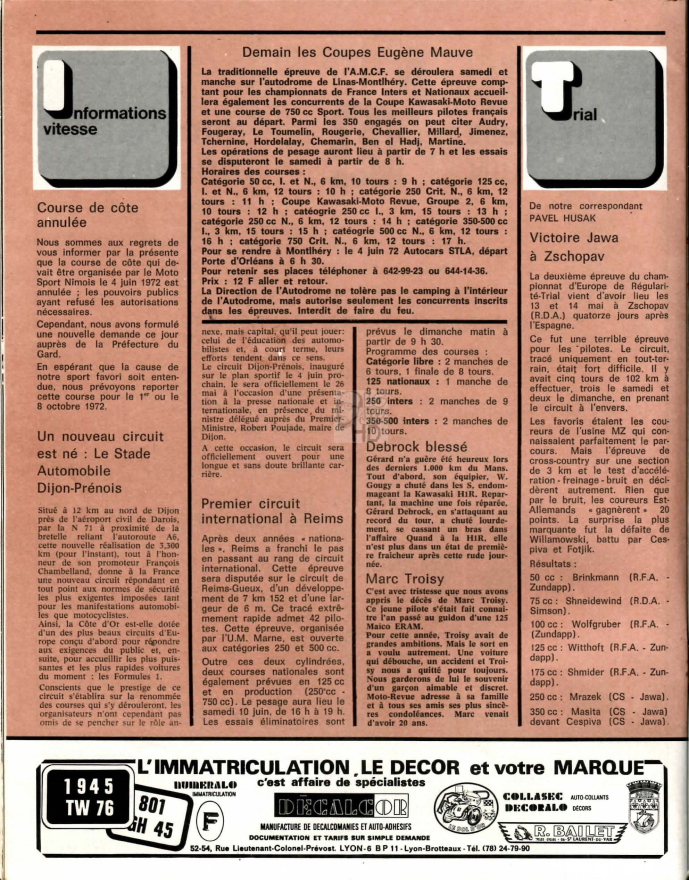 Informations
vitesse
Course de côte
annulée
Nous sommes aux regrets de
vous informer par la présente
que la course de côte qui de-
vait être organisée par le Moto
Sport Nimois le 4 juin 1972 est
annulée ; les pouvoirs publics
ayant refusé les autorisations
nécessaires.
Cependant, nous avons formulé
une nouvelle demande ce jour
auprès de la Préfecture du
Gard.
En espérant que la cause de
notre sport favori soit enten-
due, nous prévoyons reporter
cette course pour le 1er ou le
8 octobre 1972.
Un nouveau circuit
est né : Le Stade
Automobile
Dijon-Prénois
Situé à 12 km au nord de Dijon
près de l'aéroport civil de Darois,
par la N 71 à proximité de la
bretelle reliant l'autoroute A6,
cette nouvelle réalisation de 3,300
km (pour l'instant), tout à l'hon-
neur de son promoteur François
Chambelland, donne à la France
une nouveau circuit répondant en
tout point aux normes de sécurité
les plus exigentes imposées tant
pour les manifestations automobi-
les que motocyclistes.
Ainsi, la Côte d'Or est-elle dotée
d'un des plus beaux circuits d'Eu-
rope conçu d'abord pour répondre
aux exigences du public et, en-
suite, pour accueillir les plus puis-
santes et les plus rapides voitures
du moment : les Formules 1.
Conscients que le prestige de ce
circuit s'établira sur la renommée
des courses qui s'y dérouleront, les
organisateurs n'ont cependant pas
omis de se pencher sur le rôle an-
Demain les Coupes Eugène Mauve
La traditionnelle épreuve de l'A.M.C.F. se déroulera samedi et
manche sur l'autodrome de Linas-Montlhéry. Cette épreuve comp-
tant pour les championnats de France Inters et Nationaux accueil-
lera également les concurrents de la Coupe Kawasaki-Moto Revue
et une course de 750 cc Sport. Tous les meilleurs pilotes français
seront au départ. Parmi les 350 engagés on peut citer Audry,
Fougeray, Le Toumelin, Rougerie, Chevallier, Millard, Jimenez,
Tchernine, Hordelalay, Chemarin, Ben el Hadj, Martine.
Les opérations de pesage auront lieu à partir de 7 h et les essais
se disputeront le samedi à partir de 8 h.
Horaires des courses :
Catégorie 50 cc, I. et N., 6 km, 10 tours : 9 h ; catégorie 125 cc,
I. et N., 6 km, 12 tours : 10 h ; catégorie 250 Crit. N., 6 km, 12
tours : 11 h ; Coupe Kawasaki-Moto Revue, Groupe 2, 6 km,
10 tours : 12 h ; cateogrie 250 cc I., 3 km, 15 tours : 13 h ;
catégorie 250 cc N., 6 km, 12 tours : 14 h ; catégorie 350-500 cc
I., 3 km, 15 tours : 15 h ; catéogrie 500 cc N., 6 km, 12 tours :
16 h ; catégorie 750 Crit. N., 6 km, 12 tours : 17 h.
Pour se rendre à Montlhéry : le 4 juin 72 Autocars STLA, départ
Porte d'Orléans à 6 h 30.
Pour retenir ses places téléphoner à 642-99-23 ou 644-14-36.
Prix : 12 F aller et retour.
La Direction de l'Autodrome ne tolère pas le camping à l'intérieur
de l'Autodrome, mais autorise seulement les concurrents inscrits
dans les épreuves. Interdit de faire du feu.
nexe, mais capital, qu'il peut jouer:
celui de l'éducation des automo-
bilistes et, à court terme, leurs
efforts tendent dans ce sens.
Le circuit Dijon-Prénois, inauguré
sur le plan sportif le 4 juin pro-
chain, le sera officiellement le 26
mai à l'occasion d'une présenta-
tion à la presse nationale et in-
ternationale, en présence du mi-
nistre délégué auprès du Premier-
Ministre, Robert Poujade, maire de
Dijon.
A cette occasion, le circuit sera
officiellement ouvert pour une
longue et sans doute brillante car-
rière.
Premier circuit
international à Reims
Après deux années « nationa-
les », Reims a franchi le pas
en passant au rang de circuit
international. Cette épreuve
sera disputée sur le circuit de
Reims-Gueux, d'un développe-
ment de 7 km 152 et d'une lar-
geur de 6 m. Ce tracé extrê-
mement rapide admet 42 pilo-
tes. Cette épreuve, organisée
par l'U.M. Marne, est ouverte
aux catégories 250 et 500 cc.
Outre ces deux cylindrées,
deux courses nationales sont
également prévues en 125 cc
et en production (250 cc -
750 cc). Le pesage aura lieu le
samedi 10 juin, de 16 h à 19 h.
Les essais éliminatoires sont
prévus le dimanche matin à
partir de 9 h 30.
Programme des courses :
Catégorie libre : 2 manches de
6 tours, 1 finale de 8 tours.
125 nationaux : 1 manche de
8 tours.
250 inters : 2 manches de 9
tours.
350-500 inters : 2 manches de
10 tours.
Debrock blessé
Gérard n'a guère été heureux lors
des derniers 1.000 km du Mans.
Tout d'abord, son équipier, W.
Gougy a chuté dans les S, endom-
mageant la Kawasaki H1R. Repar-
tant, la machine une fois réparée,
Gérard Debrock, en s'attaquant au
record du tour, a chuté lourde-
ment, se cassant un bras dans
l'affaire Quand à la H1R, elle
n'est plus dans un état de premiè-
re fraicheur après cette rude jour-
née.
Marc Troisy
C'est avec tristesse que nous avons
appris le décès de Marc Troisy.
Ce jeune pilote s'était fait connai-
tre l'an passé au guidon d'une 125
Maico ERAM.
Pour cette année, Troisy avait de
grandes ambitions. Mais le sort en
a voulu autrement. Une voiture
qui débouche, un accident et Troi-
sy nous a quitté pour toujours.
Nous garderons de lui le souvenir
d'un garçon aimable et discret.
Moto-Revue adresse à sa famille
et à tous ses amis ses plus sincè-
res condoléances. Marc venait
d'avoir 20 ans.
Trial
De notre correspondant
PAVEL HUSAK
Victoire Jawa
à Zschopav
La deuxième épreuve du cham-
pionnat d'Europe de Régulari-
té-Trial vient d'avoir lieu les
13 et 14 mai à Zschopav
(R.D.A.) quatorze jours après
l'Espagne.
Ce fut une terrible épreuve
pour les pilotes. Le circuit,
tracé uniquement en tout-ter-
rain, était fort difficile. Il y
avait cinq tours de 102 km à
effectuer, trois le samedi et
deux le dimanche, en prenant
le circuit à l'envers.
Les favoris étaient les cou-
reurs de l'usine MZ qui con-
naissaient parfaitement le par-
cours. Mais l'épreuve de
cross-country sur une section
de 3 km et le test d'accélé-
ration - freinage - bruit en déci-
dèrent autrement. Rien que
par le bruit, les coureurs Est-
Allemands « gagnèrent » 20
points. La surprise la plus
marquante fut la défaite de
Willamowski, battu par Ces-
piva et Fotjik.
Résultats :
50 cc : Brinkmann (R.F.A. -
Zundapp).
75 cc : Shneidewind (R.D.A. -
Simson).
100 cc : Wolfgruber (R.F.A. -
(Zundapp).
125 cc : Witthoft (R.F.A. - Zun-
dapp).
175 cc : Shmider (R.F.A. - Zun-
dapp).
250 cc : Mrazek (CS - Jawa).
350 cc : Masita (CS - Jawa)
devant Cespiva (CS - Jawa).
L'IMMATRICULATION, LE DECOR et votre MARQUE
c'est affaire de spécialistes
1945
TW 76
801
GH 45
NUMERALO
IMMATRICULATION
F
DÉCALCOR
MANUFACTURE DE DECALCOMANIES ET AUTO-ADHESIFS
DOCUMENTATION ET TARIFS SUR SIMPLE DEMANDE
52-54, Rue Lieutenant-Colonel-Prévost. LYON-6 B P 11 - Lyon-Brotteaux - Tél. (78) 24-79-90
COLLASEC AUTO-COLLANTS
DECORALO DÉCORS
R. BAILET